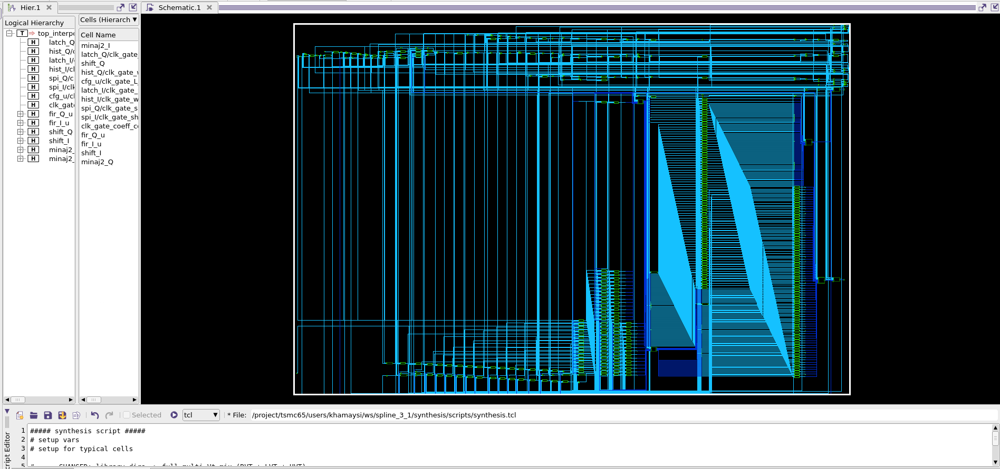 Hier.1
Schematic.1
Logical Hierarchy
T top_interp
H latch_Q
H hist_Q/c
H latch_I/
H hist_I/cl
H spi_Q/c
H spi_I/clk
H cfg_u/cl
H clk_gate
H fir_Q_u
H fir_I_u
H shift_Q
H shift_I
H minaj2_
H minaj2_
Cells (Hierarch
Cell Name
minaj2_I
latch_Q/clk_gate_
shift_Q
hist_Q/clk_gate_w
cfg_u/clk_gate_L
latch_I/clk_gate_
hist_I/clk_gate_w
spi_Q/clk_gate_s
spi_I/clk_gate_sh
clk_gate_coeff_c
fir_Q_u
fir_I_u
shift_I
minaj2_Q
Selected
tcl
* File: /project/tsmc65/users/khamaysi/ws/spline_3_1/synthesis/scripts/synthesis.tcl
cript Editor
1 ##### synthesis script #####
2 # setup vars
3 # setup for typical cells
4
5 # CHANGED: library dirs